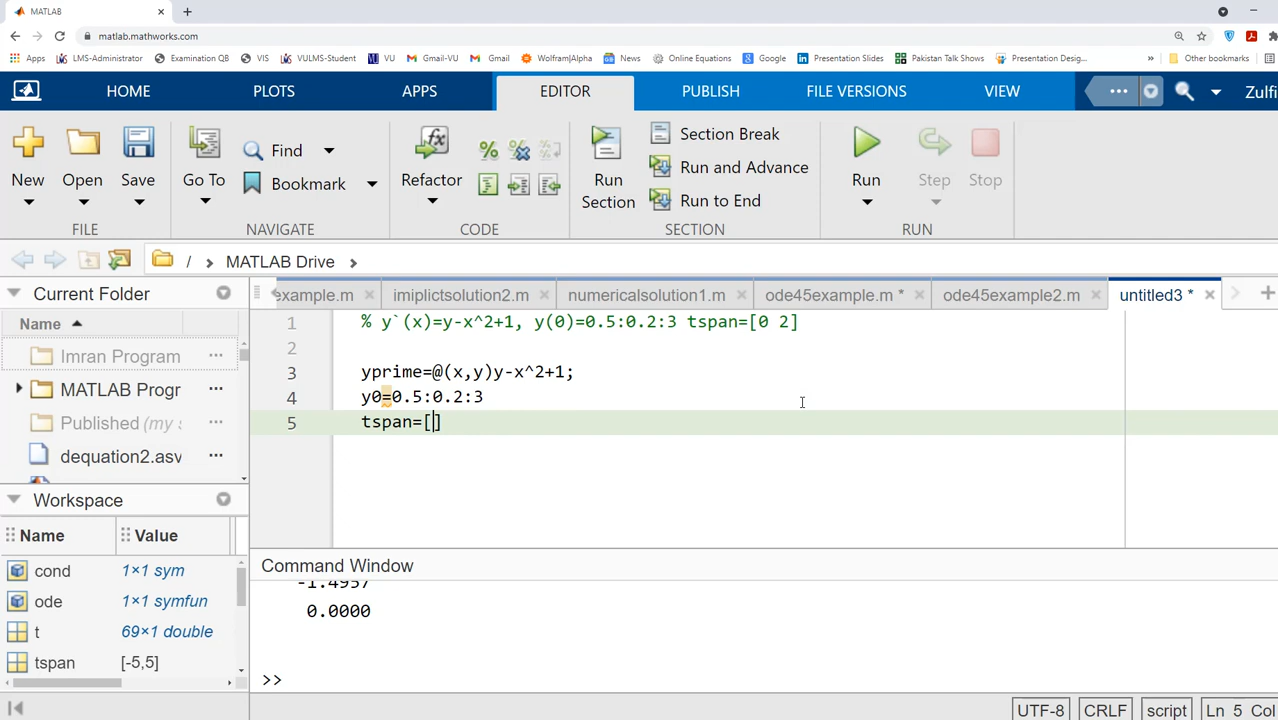 MATLAB
matlab.mathworks.com
Apps LMS-Administrator Examination QB VIS VULMS-Student VU Gmail-VU Gmail Wolfram|Alpha News Online Equations Google Presentation Slides Pakistan Talk Shows Presentation Desig... » Other bookmarks
HOME PLOTS APPS EDITOR PUBLISH FILE VERSIONS VIEW Zulfi
New Open Save Go To Find Bookmark Refactor Run Section Section Break Run and Advance Run to End Run Step Stop
FILE NAVIGATE CODE SECTION RUN
/ MATLAB Drive
Current Folder
example.m imiplictsolution2.m numericalsolution1.m ode45example.m * ode45example2.m untitled3 *
Name
Imran Program
MATLAB Progr
Published (my s
dequation2.asv
1 % y`(x)=y-x^2+1, y(0)=0.5:0.2:3 tspan=[0 2]
2
3 yprime=@(x,y)y-x^2+1;
4 y0=0.5:0.2:3
5 tspan=[]
Workspace
Name Value
cond 1×1 sym
ode 1×1 symfun
t 69×1 double
tspan [-5,5]
Command Window
-1.4957
0.0000
>>
UTF-8 CRLF script Ln 5 Col